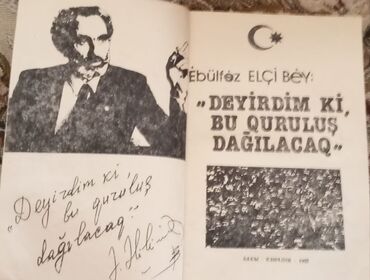 "Deyirdim ki,
bu quruluş
dağılacaq"
Ebülfəz ELÇİ BƏY:
„DEYİRDİM Kİ,
BU QURULUŞ
DAĞILACAQ"